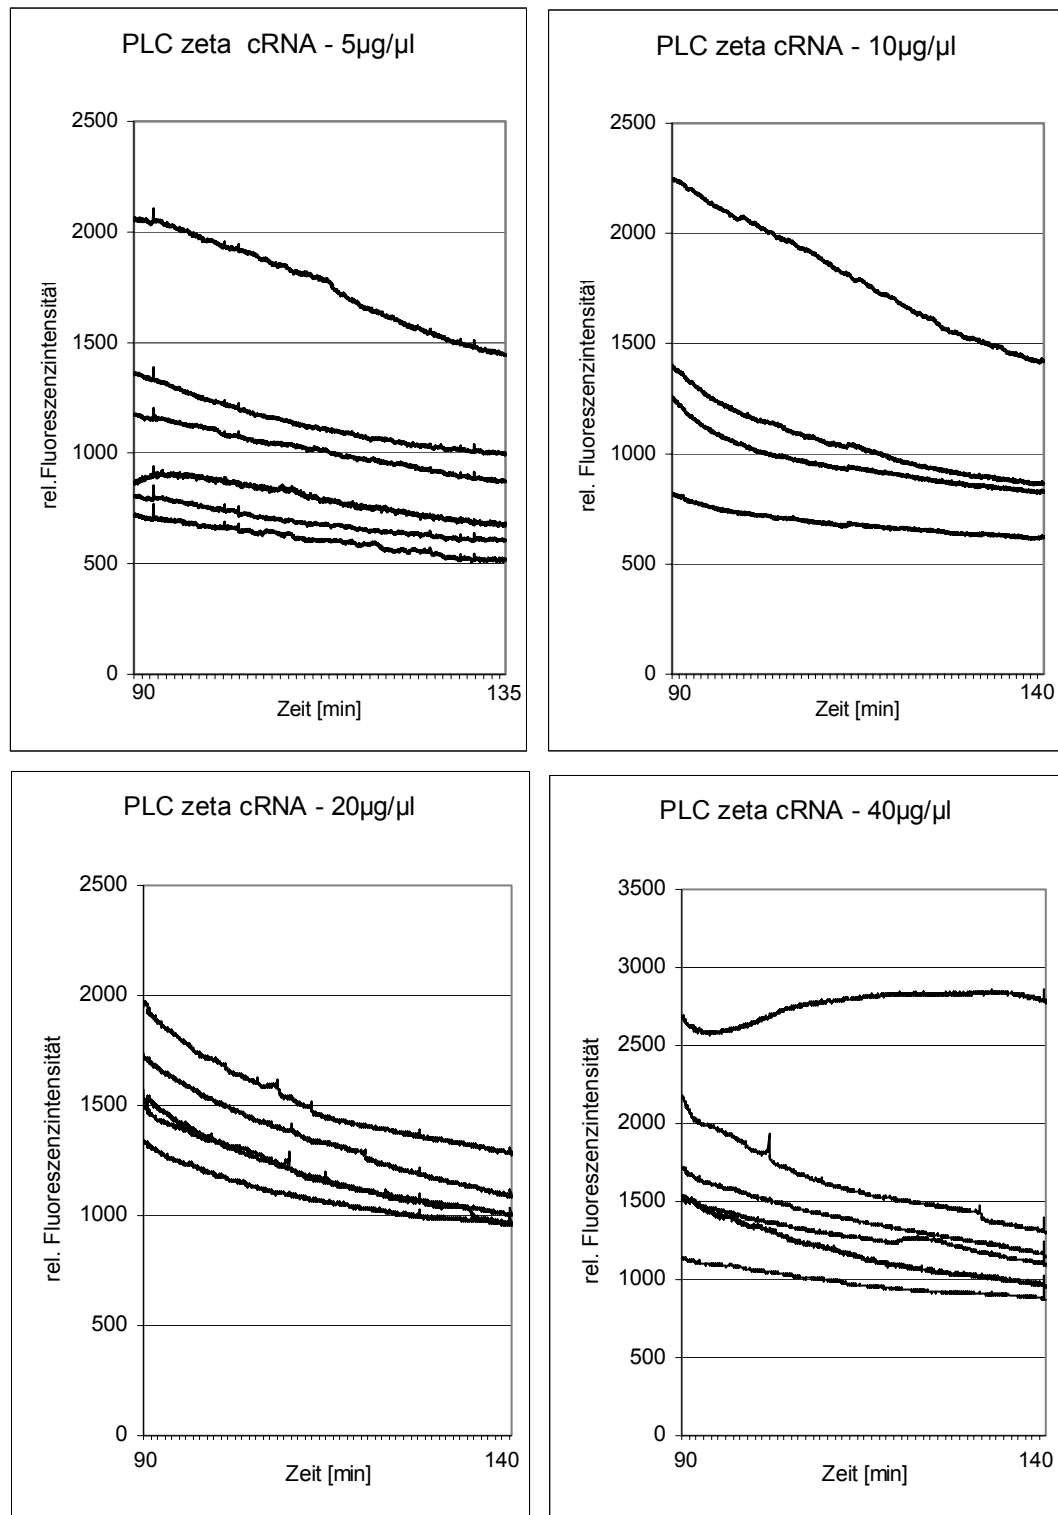 PLC zeta cRNA - 5µg/µl
2500
2000
1500
1000
500
0
rel.Fluoreszenzintensität
90
135
Zeit [min]
PLC zeta cRNA - 10µg/µl
2500
2000
1500
1000
500
0
rel. Fluoreszenzintensität
90
140
Zeit [min]
PLC zeta cRNA - 20µg/µl
2500
2000
1500
1000
500
0
rel. Fluoreszenzintensität
90
140
Zeit [min]
PLC zeta cRNA - 40µg/µl
3500
3000
2500
2000
1500
1000
500
0
rel. Fluoreszenzintensität
90
140
Zeit [min]